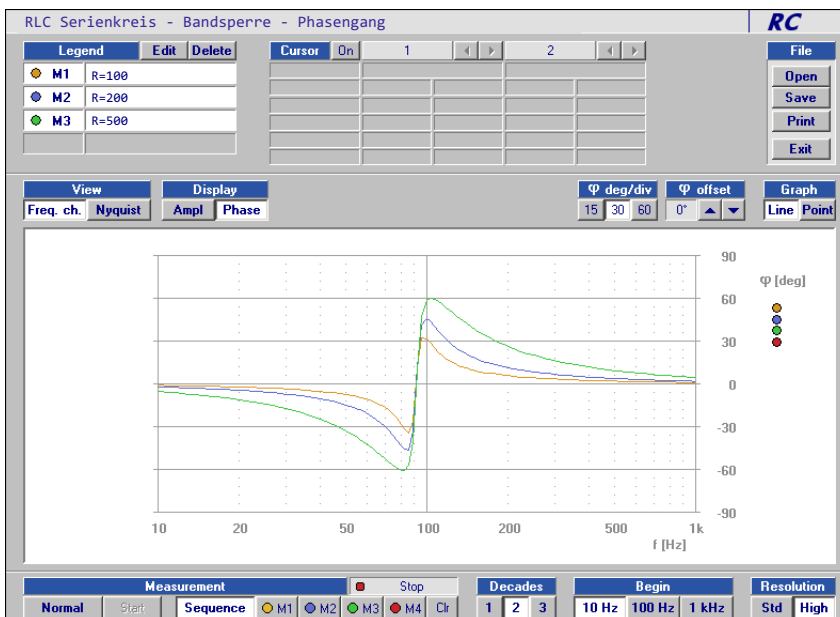 RLC Serienkreis - Bandsperre - Phasengang RC
Legend Edit Delete Cursor On 1 2 File
M1 R=100 Open
M2 R=200 Save
M3 R=500 Print
Exit
View Display φ deg/div φ offset Graph
Freq. ch. Nyquist Ampl Phase 15 30 60 0° Line Point
90
φ [deg]
60
30
0
-30
-60
-90
10 20 50 100 200 500 1k
f [Hz]
Measurement Stop Decades Begin Resolution
Normal Start Sequence M1 M2 M3 M4 Clr 1 2 3 10 Hz 100 Hz 1 kHz Std High